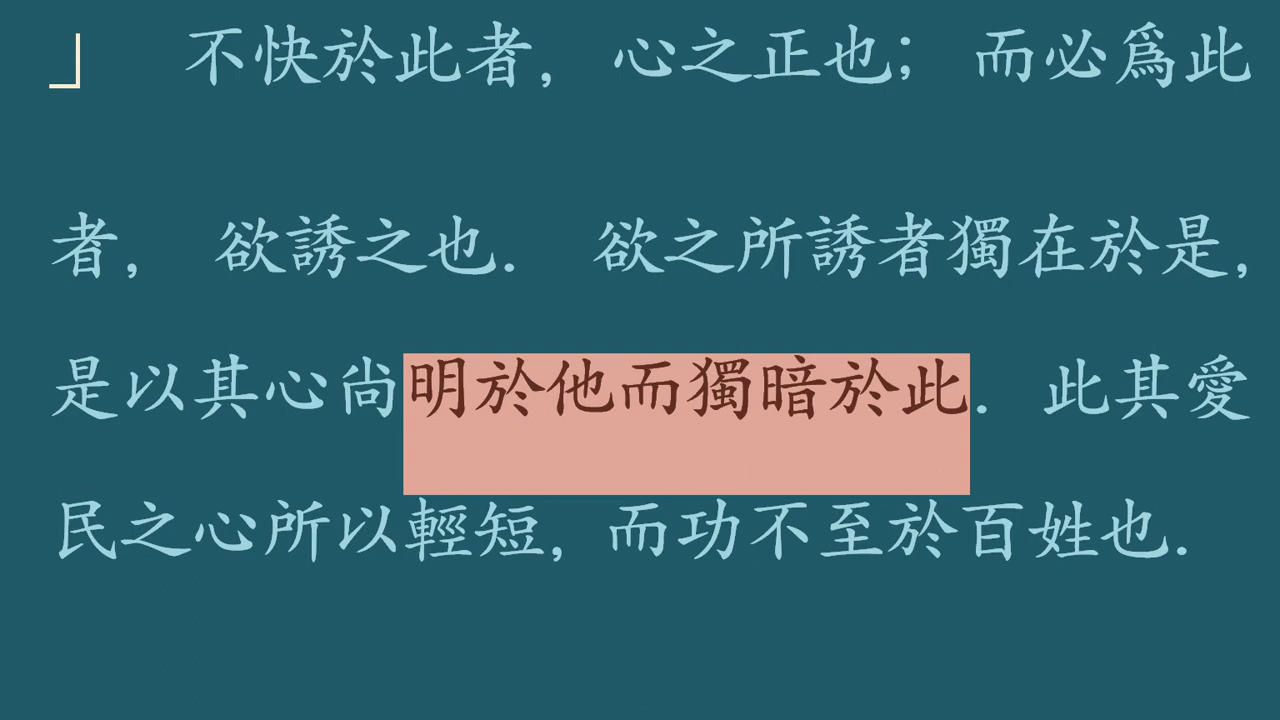 」 不快於此者, 心之正也; 而必爲此
者, 欲誘之也. 欲之所誘者獨在於是,
是以其心尙明於他而獨暗於此. 此其愛
民之心所以輕短, 而功不至於百姓也.